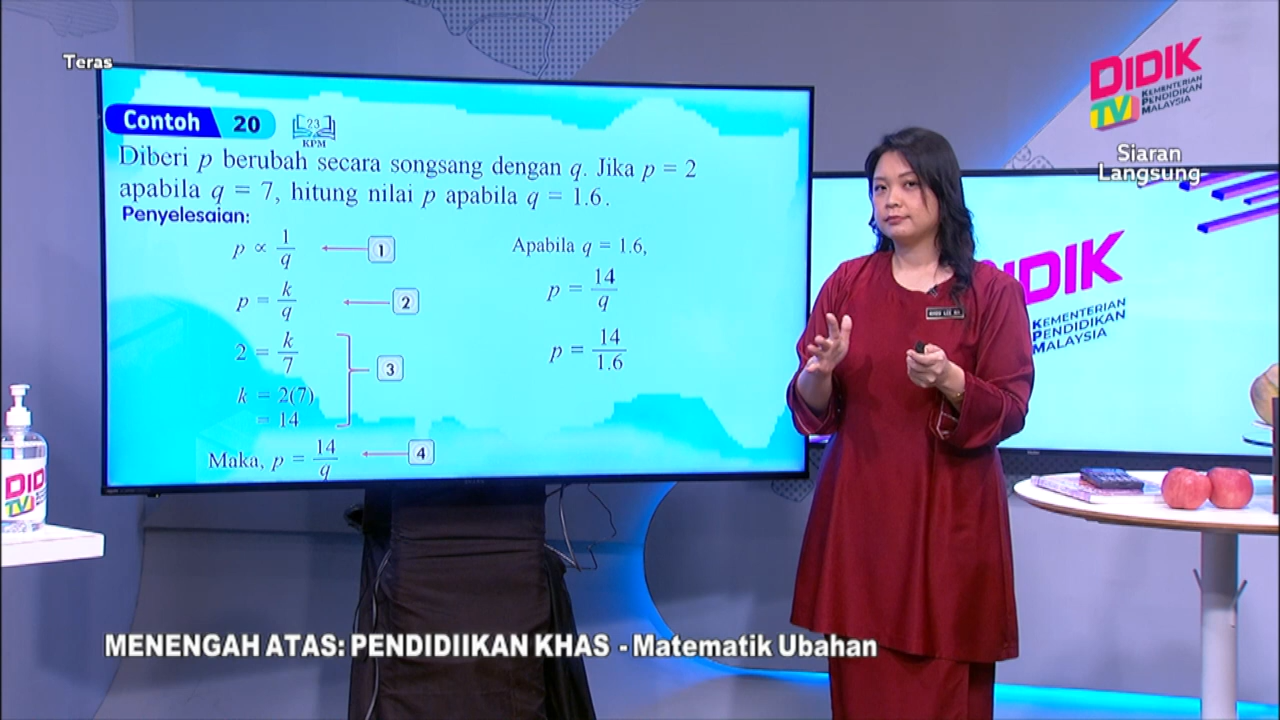 Teras
DIDIK
TV
KEMENTERIAN
PENDIDIKAN
MALAYSIA
Siaran
Langsung
Contoh 20
23
KPM
Diberi p berubah secara songsang dengan q. Jika p = 2
apabila q = 7, hitung nilai p apabila q = 1.6.
Penyelesaian:
p ∝ 1/q ← 1
p = k/q ← 2
2 = k/7
k = 2(7)
= 14
3
Maka, p = 14/q ← 4
Apabila q = 1.6,
p = 14/q
p = 14/1.6
DIDIK
KEMENTERIAN
PENDIDIKAN
MALAYSIA
DID
TV
MENENGAH ATAS: PENDIDIIKAN KHAS - Matematik Ubahan